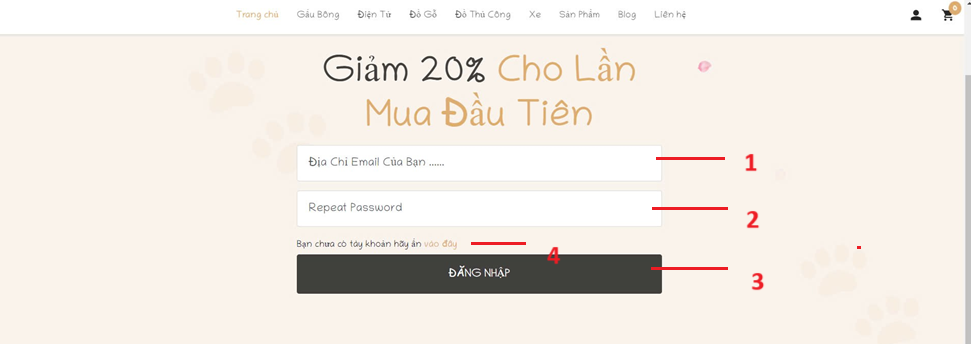 Trang chủ Gấu Bông Điện Tử Đồ Gỗ Đồ Thủ Công Xe Sản Phẩm Blog Liên hệ 0
Giảm 20% Cho Lần
Mua Đầu Tiên
Địa Chỉ Email Của Bạn ...... 1
Repeat Password 2
Bạn chưa có tày khoản hãy ấn vào đây 4
ĐĂNG NHẬP 3